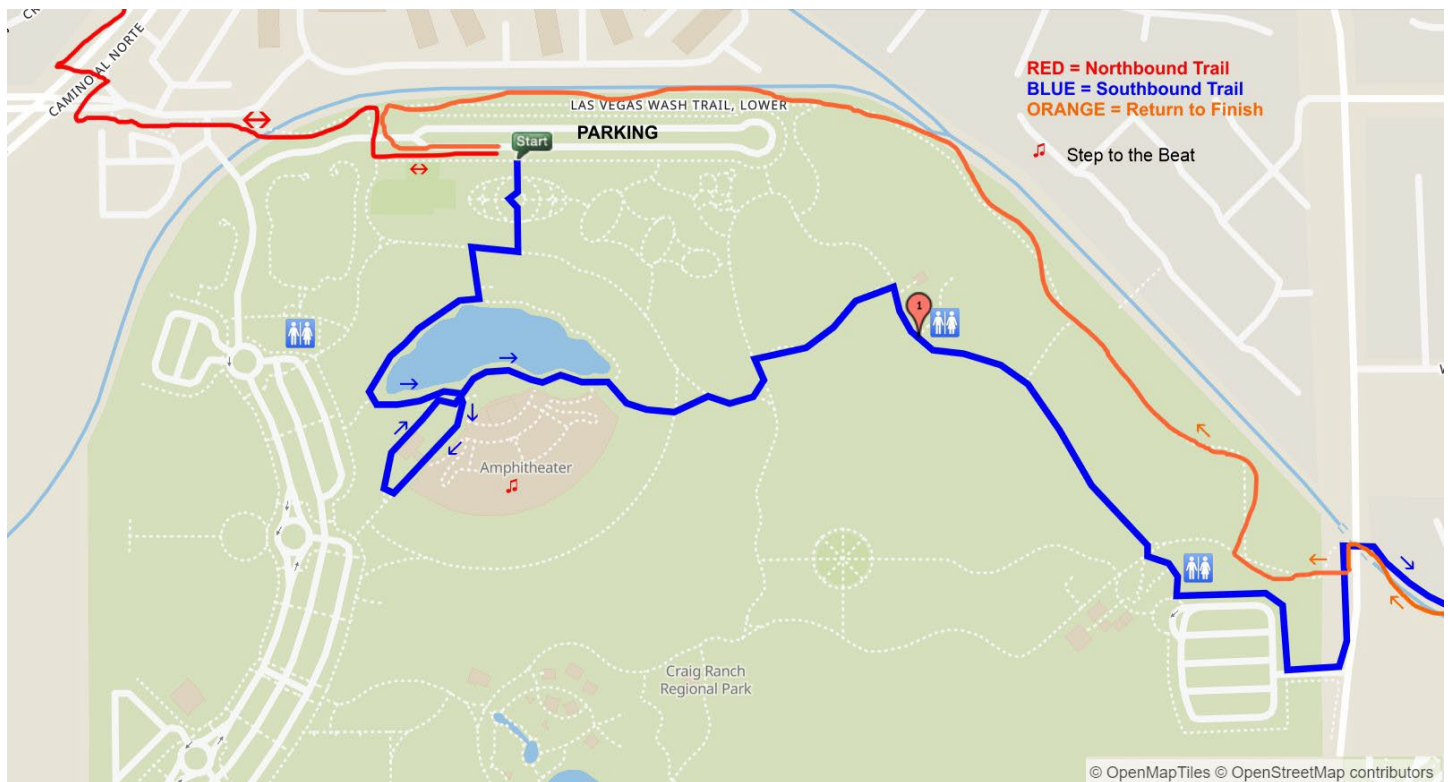 CAMINO AL NORTE
RED = Northbound Trail
BLUE = Southbound Trail
ORANGE = Return to Finish
Step to the Beat
LAS VEGAS WASH TRAIL, LOWER
PARKING
Start
1
Amphitheater
Craig Ranch
Regional Park
© OpenMapTiles © OpenStreetMap contributors